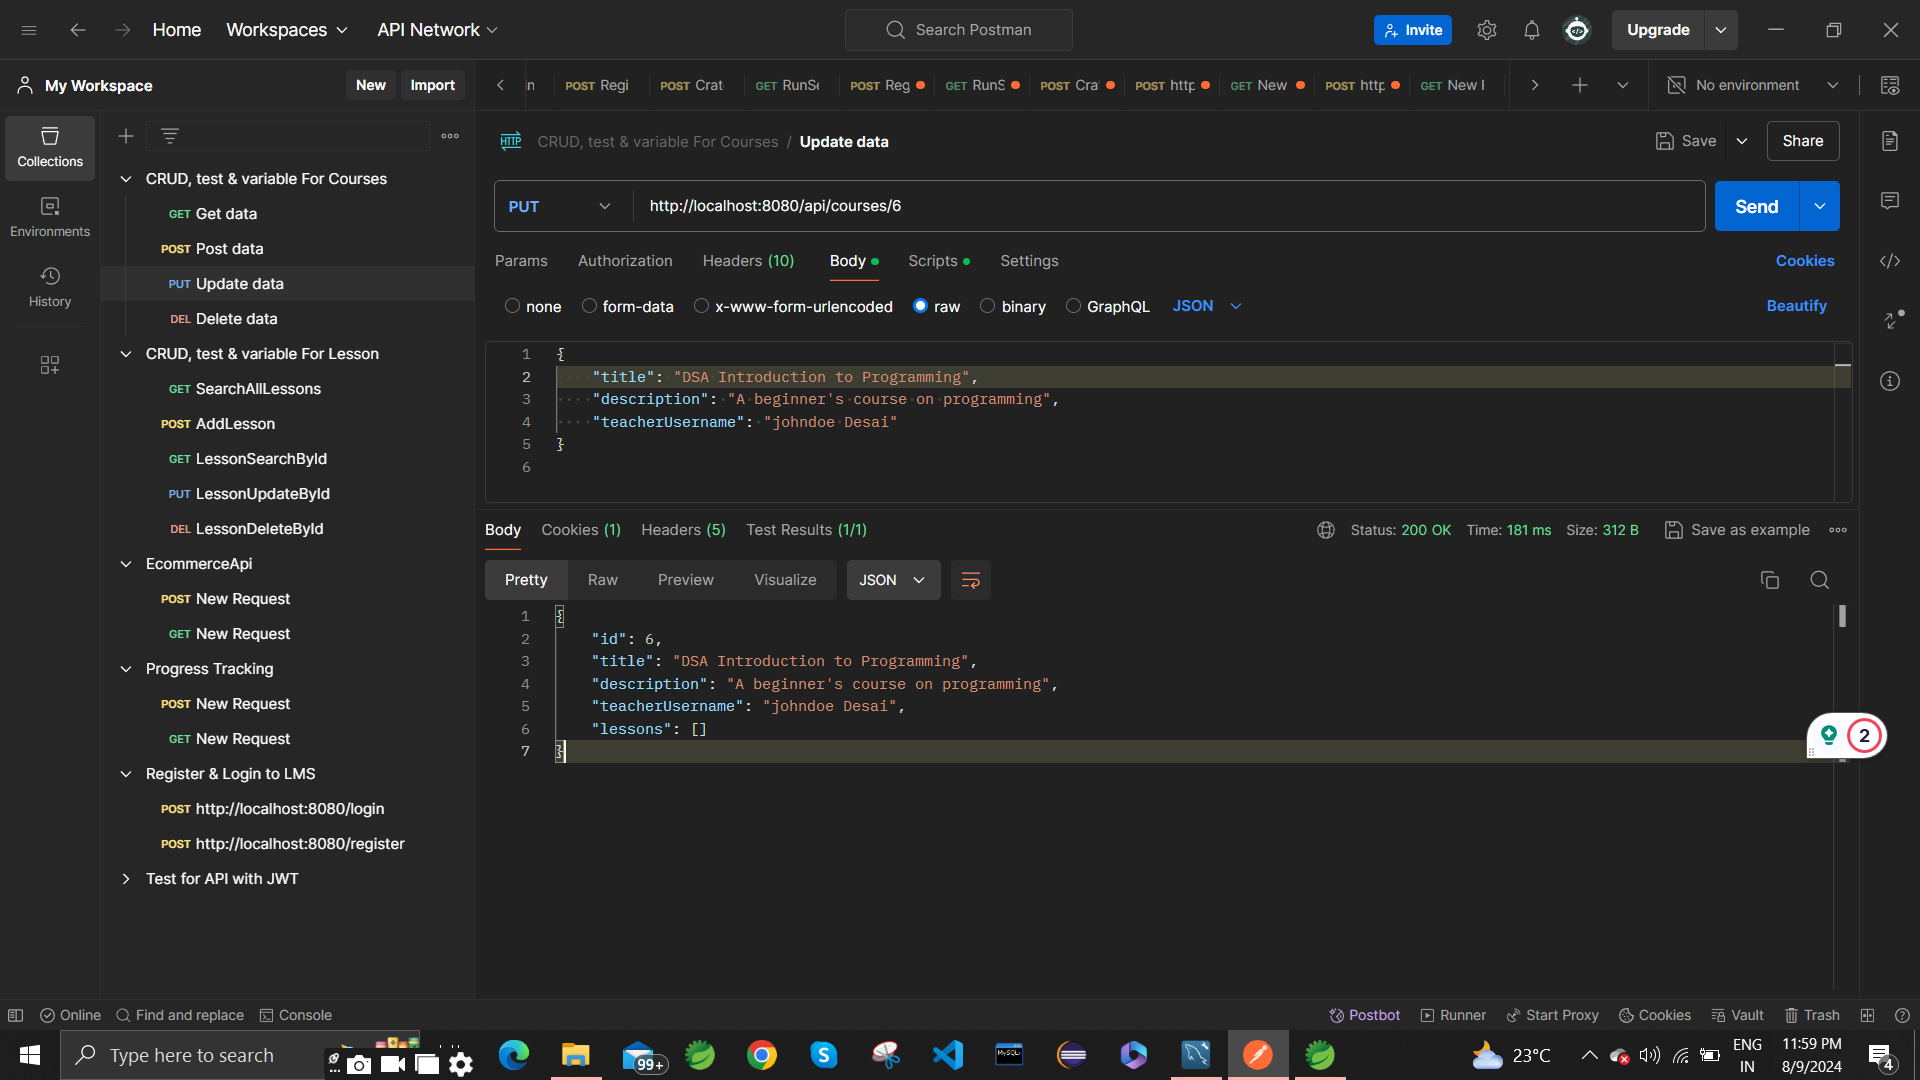 Home Workspaces API Network Search Postman Invite Upgrade
My Workspace New Import
in POST Regi POST Crat GET RunSe POST Reg GET RunS POST Cra POST http GET New POST http GET New No environment
Collections
Environments
History
CRUD, test & variable For Courses
GET Get data
POST Post data
PUT Update data
DEL Delete data
CRUD, test & variable For Lesson
GET SearchAllLessons
POST AddLesson
GET LessonSearchById
PUT LessonUpdateById
DEL LessonDeleteById
EcommerceApi
POST New Request
GET New Request
Progress Tracking
POST New Request
GET New Request
Register & Login to LMS
POST http://localhost:8080/login
POST http://localhost:8080/register
Test for API with JWT
HTTP CRUD, test & variable For Courses / Update data Save Share
PUT http://localhost:8080/api/courses/6 Send
Params Authorization Headers (10) Body Scripts Settings Cookies
none form-data x-www-form-urlencoded raw binary GraphQL JSON Beautify
1 {
2 "title": "DSA Introduction to Programming",
3 "description": "A beginner's course on programming",
4 "teacherUsername": "johndoe Desai"
5 }
6
Body Cookies (1) Headers (5) Test Results (1/1) Status: 200 OK Time: 181 ms Size: 312 B Save as example
Pretty Raw Preview Visualize JSON
1 {
2 "id": 6,
3 "title": "DSA Introduction to Programming",
4 "description": "A beginner's course on programming",
5 "teacherUsername": "johndoe Desai",
6 "lessons": []
7 }
2
Online Find and replace Console Postbot Runner Start Proxy Cookies Vault Trash
Type here to search 99+ MySQL 23°C ENG IN 11:59 PM 8/9/2024 4